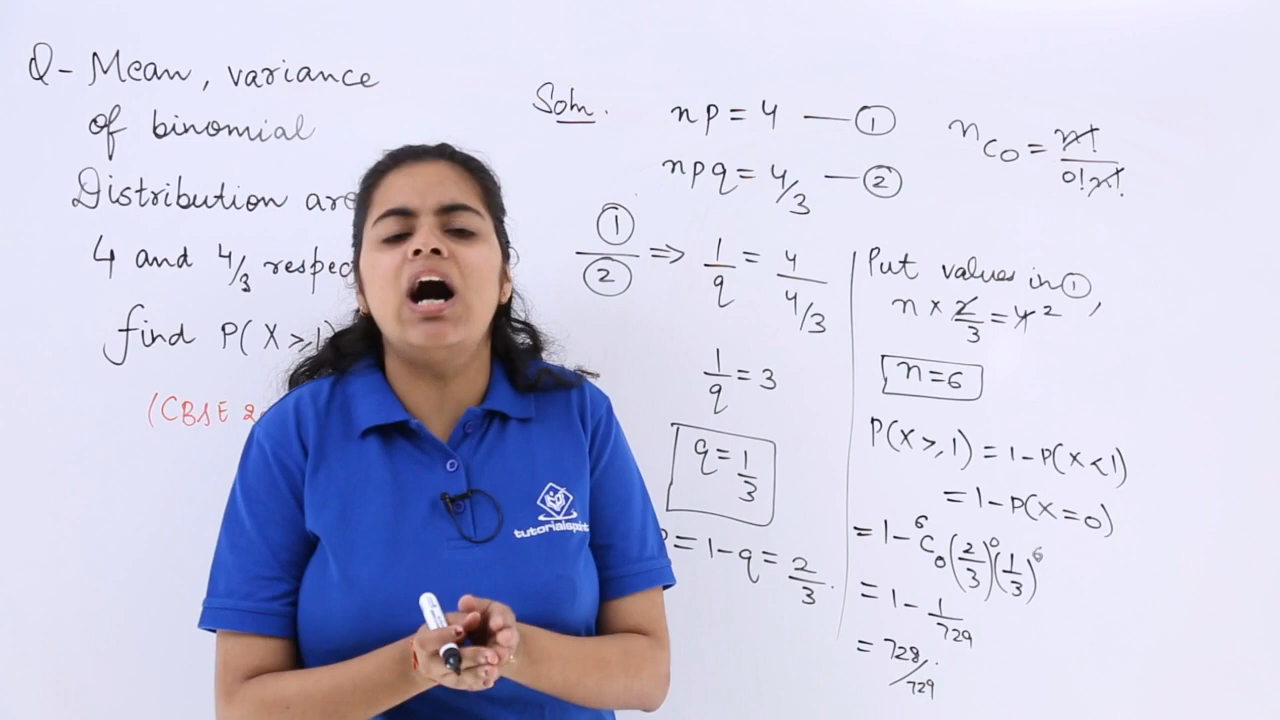 Q- Mean, variance
of binomial
Distribution are
4 and 4/3 respec
find P(X ≥ 1)
(CBSE 2
Soln.
np = 4 — ①
npq = 4/3 — ②
①/② ⇒ 1/q = 4/(4/3)
1/q = 3
q = 1/3
= 1-q = 2/3.
nC0 = n!/0!n!
Put values in ①,
n × 2/3 = 4 2
n = 6
P(X ≥ 1) = 1-P(X < 1)
= 1-P(X = 0)
= 1- ⁶C₀(2/3)⁰(1/3)⁶
= 1 - 1/729
= 728/729.
tutorialspoint